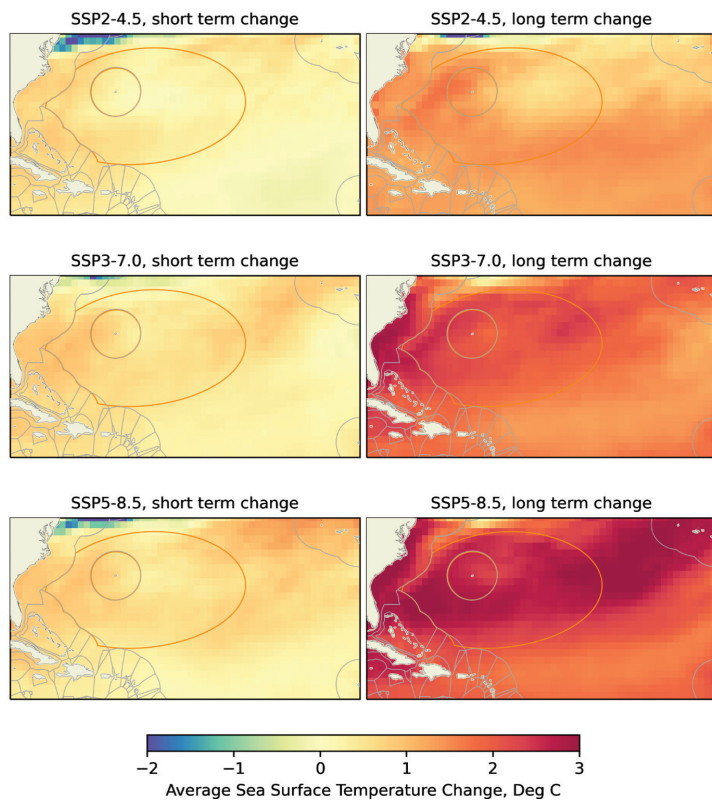 SSP2-4.5, short term change
SSP2-4.5, long term change
SSP3-7.0, short term change
SSP3-7.0, long term change
SSP5-8.5, short term change
SSP5-8.5, long term change
−2 −1 0 1 2 3
Average Sea Surface Temperature Change, Deg C